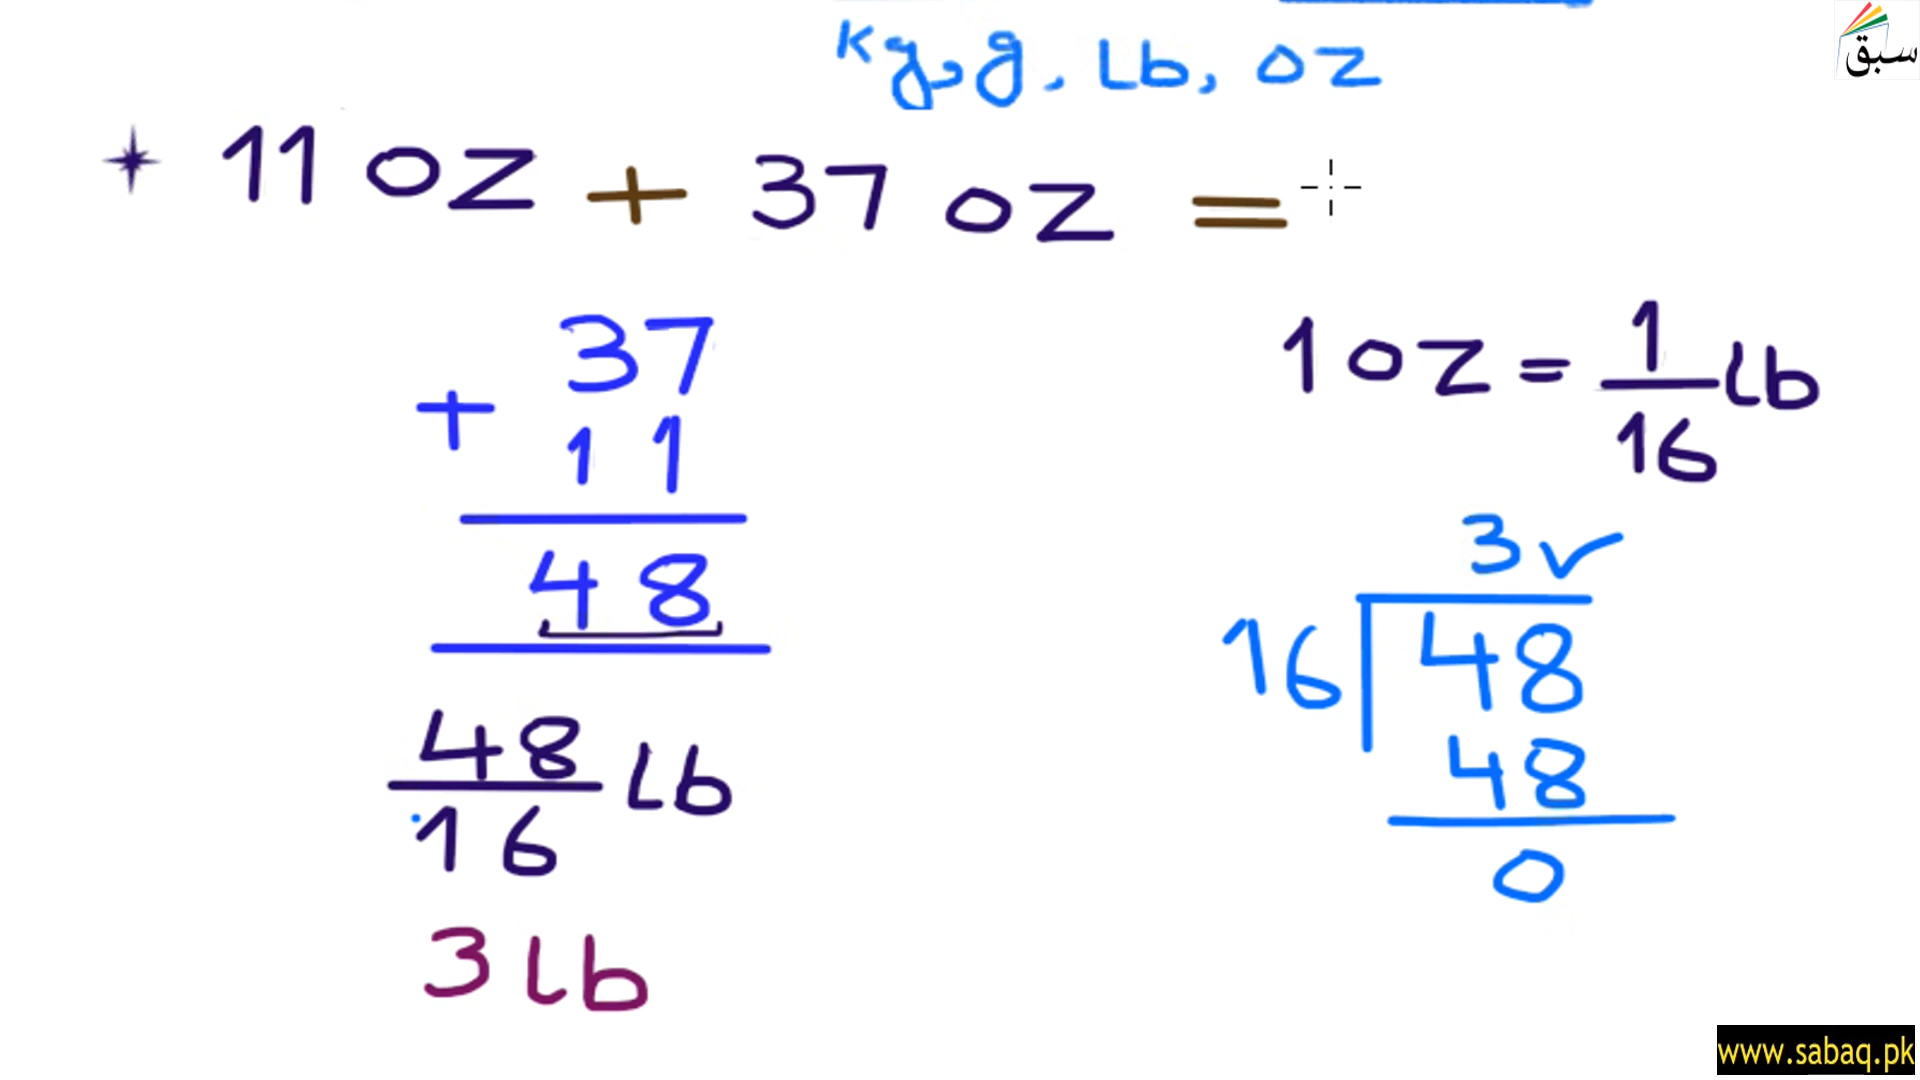 سبق
kg, g, lb, oz
11 oz + 37 oz =
37
+ 11
48
48/16 lb
3 lb
1 oz = 1/16 lb
3 ✓
16 48
48
0
www.sabaq.pk